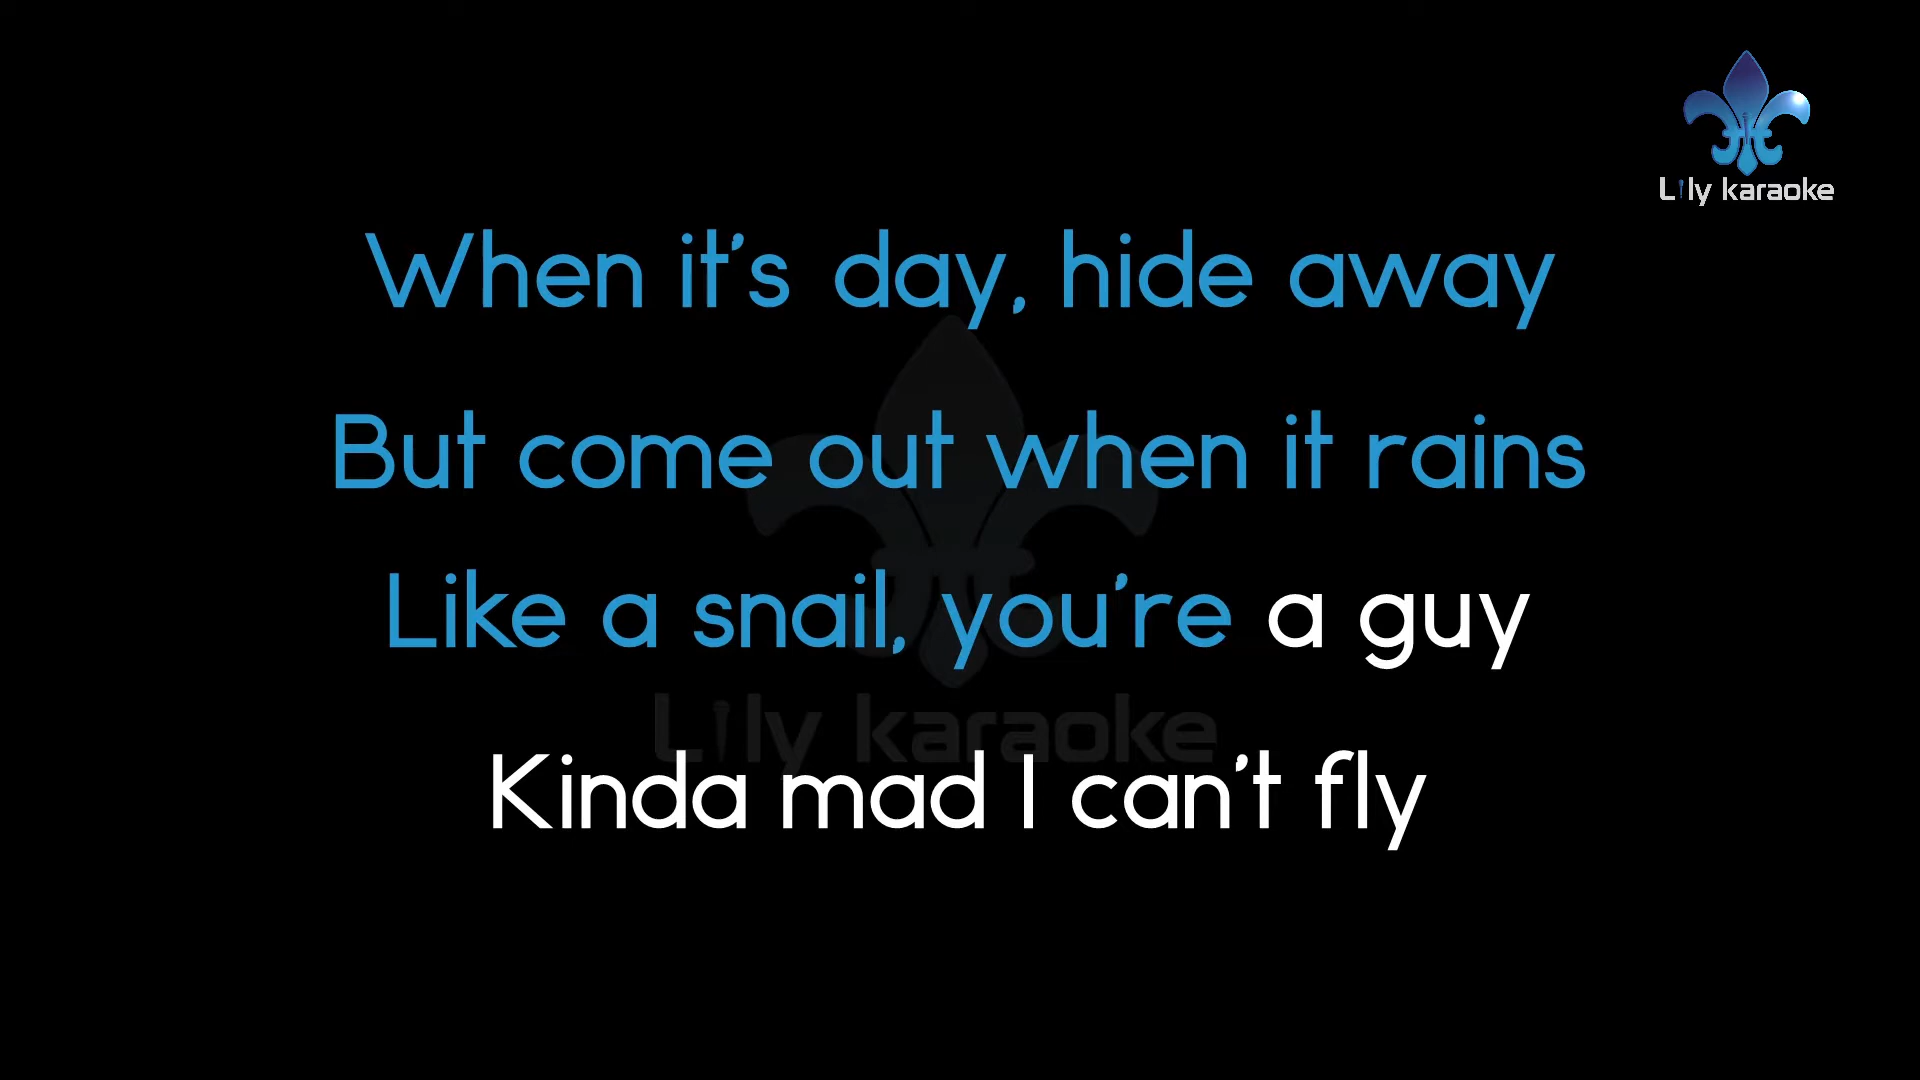 Lily karaoke
When it's day, hide away
But come out when it rains
Like a snail, you're a guy
Lily karaoke
Kinda mad I can't fly